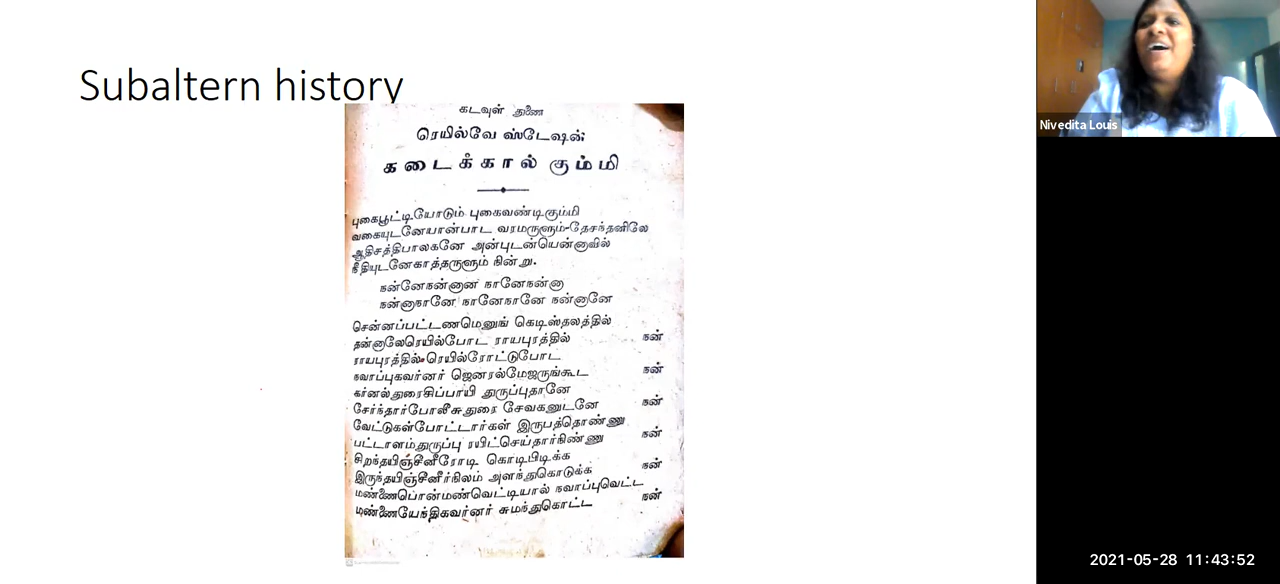 Subaltern history
கடவுள் துணை
ரெயில்வே ஸ்டேஷன்
கடைக்கால் கும்மி
புகைபூட்டியோடும் புகைவண்டிகும்மி
வகையுடனேயான்பாட வரமருளும்-தேசந்தனிலே
ஆதிசத்திபாலகனே அன்புடன்யென்னாவில்
நீதியுடனேகாத்தருளும் நின்று.
நன்னேநன்னான நானேநன்னா
நன்னாநானே நானேநானே நன்னானே
சென்னப்பட்டணமெனுங் கெடிஸ்தலத்தில்
தன்னாலேரெயில்போட ராயபுரத்தில் நன்
ராயபுரத்தில்ரெயில்ரோட்டுபோட
நவாப்புகவர்னர் ஜெனரல்மேஜருங்கூட நன்
கர்னல்துரைசிப்பாயி துருப்புதானே
சேர்ந்தார்போலீசுதுரை சேவகனுடனே நன்
வேட்டுகள்போட்டார்கள் இருபத்தொண்ணு
பட்டாளம்துருப்பு ரயிட்செய்தார்நிண்ணு நன்
சிறந்தயிஞ்சீனீரோடி கொடிபிடிக்க
இருந்தயிஞ்சீனீர்நிலம் அளந்துகொடுக்க நன்
மண்ணைபொன்மண்வெட்டியால் நவாப்புவெட்ட
மண்ணையேந்திகவர்னர் சுமந்துகொட்ட நன்
Nivedita Louis
2021-05-28 11:43:52